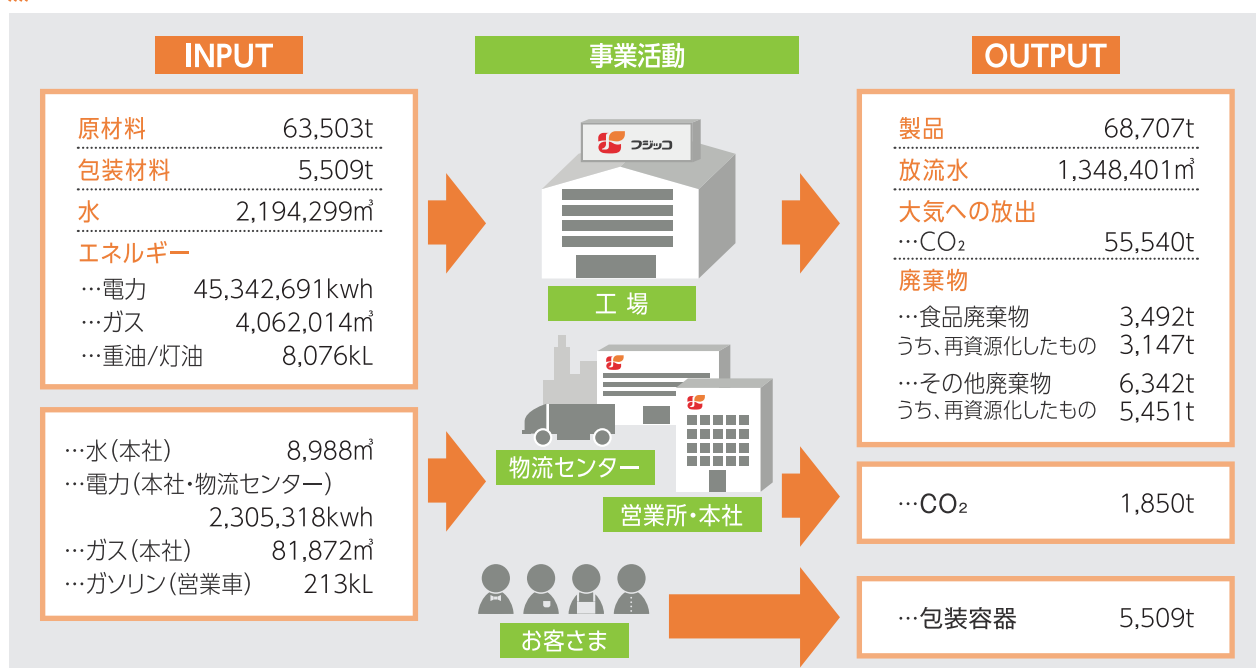 INPUT
原材料 63,503t
包装材料 5,509t
水 2,194,299㎥
エネルギー
…電力 45,342,691kwh
…ガス 4,062,014㎥
…重油/灯油 8,076kL
…水(本社) 8,988㎥
…電力(本社・物流センター)
2,305,318kwh
…ガス(本社) 81,872㎥
…ガソリン(営業車) 213kL
事業活動
フジッコ
工 場
物流センター
営業所・本社
お客さま
OUTPUT
製品 68,707t
放流水 1,348,401㎥
大気への放出
…CO₂ 55,540t
廃棄物
…食品廃棄物 3,492t
うち、再資源化したもの 3,147t
…その他廃棄物 6,342t
うち、再資源化したもの 5,451t
…CO₂ 1,850t
…包装容器 5,509t